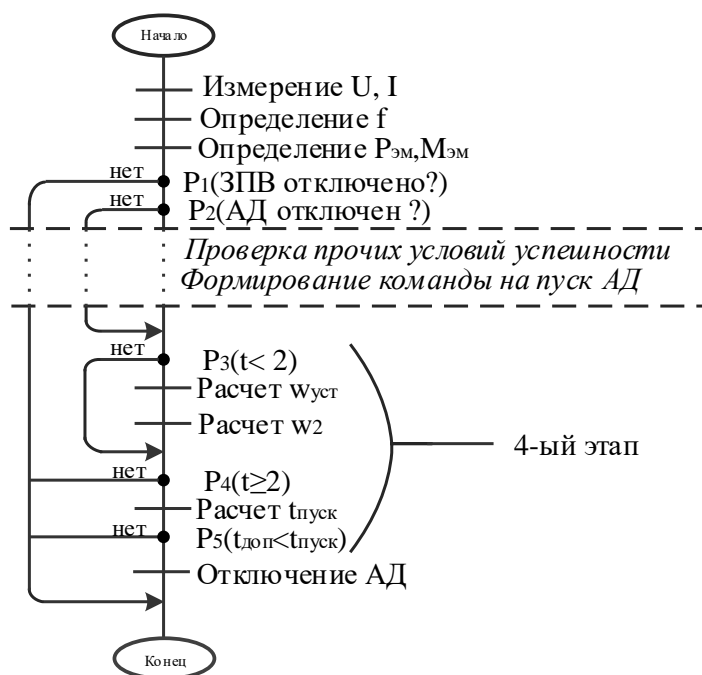 Начало
Измерение U, I
Определение f
Определение Pэм,Mэм
нет
P1(ЗПВ отключено?)
нет
P2(АД отключен ?)
Проверка прочих условий успешности
Формирование команды на пуск АД
нет
P3(t< 2)
Расчет wуст
Расчет w2
4-ый этап
нет
P4(t≥2)
Расчет tпуск
нет
P5(tдоп<tпуск)
Отключение АД
Конец